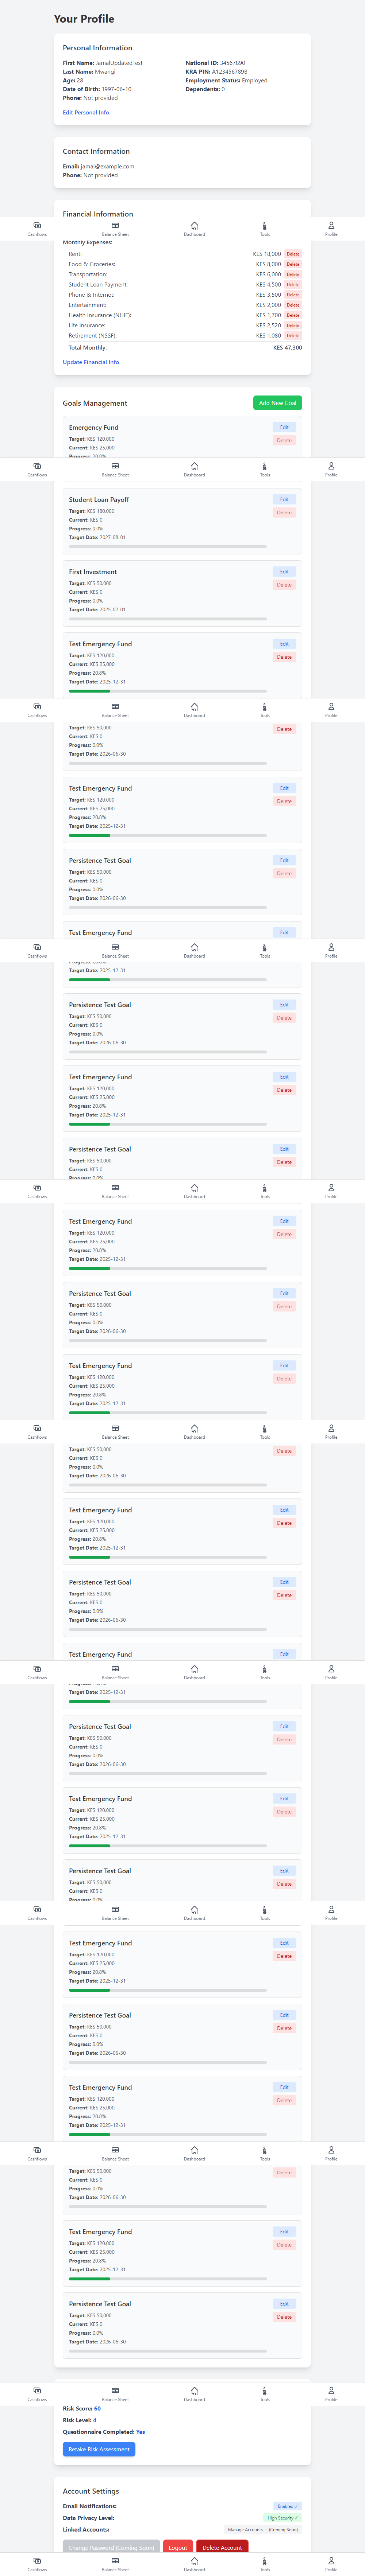 Your Profile
Personal Information
First Name: JamalUpdatedTest
National ID: 34567890
Last Name: Mwangi
KRA PIN: A123456789B
Age: 28
Employment Status: Employed
Date of Birth: 1997-06-10
Dependents: 0
Phone: Not provided
Edit Personal Info
Contact Information
Email: jamal@example.com
Phone: Not provided
Financial Information
Cashflows Balance Sheet Dashboard Tools Profile
Monthly Expenses:
Rent: KES 18,000 Delete
Food & Groceries: KES 8,000 Delete
Transportation: KES 6,000 Delete
Student Loan Payment: KES 4,500 Delete
Phone & Internet: KES 3,500 Delete
Entertainment: KES 2,000 Delete
Health Insurance (NHIF): KES 1,700 Delete
Life Insurance: KES 2,520 Delete
Retirement (NSSF): KES 1,080 Delete
Total Monthly: KES 47,300
Update Financial Info
Goals Management Add New Goal
Emergency Fund Edit
Target: KES 120,000 Delete
Current: KES 25,000
Progress: 20.8%
Cashflows Balance Sheet Dashboard Tools Profile
Student Loan Payoff Edit
Target: KES 180,000 Delete
Current: KES 0
Progress: 0.0%
Target Date: 2027-08-01
First Investment Edit
Target: KES 50,000 Delete
Current: KES 0
Progress: 0.0%
Target Date: 2025-02-01
Test Emergency Fund Edit
Target: KES 120,000 Delete
Current: KES 25,000
Progress: 20.8%
Target Date: 2025-12-31
Cashflows Balance Sheet Dashboard Tools Profile
Target: KES 50,000 Delete
Current: KES 0
Progress: 0.0%
Target Date: 2026-06-30
Test Emergency Fund Edit
Target: KES 120,000 Delete
Current: KES 25,000
Progress: 20.8%
Target Date: 2025-12-31
Persistence Test Goal Edit
Target: KES 50,000 Delete
Current: KES 0
Progress: 0.0%
Target Date: 2026-06-30
Test Emergency Fund Edit
Cashflows Balance Sheet Dashboard Tools Profile
Target Date: 2025-12-31
Persistence Test Goal Edit
Target: KES 50,000 Delete
Current: KES 0
Progress: 0.0%
Target Date: 2026-06-30
Test Emergency Fund Edit
Target: KES 120,000 Delete
Current: KES 25,000
Progress: 20.8%
Target Date: 2025-12-31
Persistence Test Goal Edit
Target: KES 50,000 Delete
Current: KES 0
Progress: 0.0%
Cashflows Balance Sheet Dashboard Tools Profile
Test Emergency Fund Edit
Target: KES 120,000 Delete
Current: KES 25,000
Progress: 20.8%
Target Date: 2025-12-31
Persistence Test Goal Edit
Target: KES 50,000 Delete
Current: KES 0
Progress: 0.0%
Target Date: 2026-06-30
Test Emergency Fund Edit
Target: KES 120,000 Delete
Current: KES 25,000
Progress: 20.8%
Target Date: 2025-12-31
Cashflows Balance Sheet Dashboard Tools Profile
Target: KES 50,000 Delete
Current: KES 0
Progress: 0.0%
Target Date: 2026-06-30
Test Emergency Fund Edit
Target: KES 120,000 Delete
Current: KES 25,000
Progress: 20.8%
Target Date: 2025-12-31
Persistence Test Goal Edit
Target: KES 50,000 Delete
Current: KES 0
Progress: 0.0%
Target Date: 2026-06-30
Test Emergency Fund Edit
Cashflows Balance Sheet Dashboard Tools Profile
Target Date: 2025-12-31
Persistence Test Goal Edit
Target: KES 50,000 Delete
Current: KES 0
Progress: 0.0%
Target Date: 2026-06-30
Test Emergency Fund Edit
Target: KES 120,000 Delete
Current: KES 25,000
Progress: 20.8%
Target Date: 2025-12-31
Persistence Test Goal Edit
Target: KES 50,000 Delete
Current: KES 0
Progress: 0.0%
Cashflows Balance Sheet Dashboard Tools Profile
Test Emergency Fund Edit
Target: KES 120,000 Delete
Current: KES 25,000
Progress: 20.8%
Target Date: 2025-12-31
Persistence Test Goal Edit
Target: KES 50,000 Delete
Current: KES 0
Progress: 0.0%
Target Date: 2026-06-30
Test Emergency Fund Edit
Target: KES 120,000 Delete
Current: KES 25,000
Progress: 20.8%
Target Date: 2025-12-31
Cashflows Balance Sheet Dashboard Tools Profile
Target: KES 50,000 Delete
Current: KES 0
Progress: 0.0%
Target Date: 2026-06-30
Test Emergency Fund Edit
Target: KES 120,000 Delete
Current: KES 25,000
Progress: 20.8%
Target Date: 2025-12-31
Persistence Test Goal Edit
Target: KES 50,000 Delete
Current: KES 0
Progress: 0.0%
Target Date: 2026-06-30
Cashflows Balance Sheet Dashboard Tools Profile
Risk Score: 60
Risk Level: 4
Questionnaire Completed: Yes
Retake Risk Assessment
Account Settings
Email Notifications: Enabled ✓
Data Privacy Level: High Security ✓
Linked Accounts: Manage Accounts → (Coming Soon)
Change Password (Coming Soon) Logout Delete Account
Cashflows Balance Sheet Dashboard Tools Profile